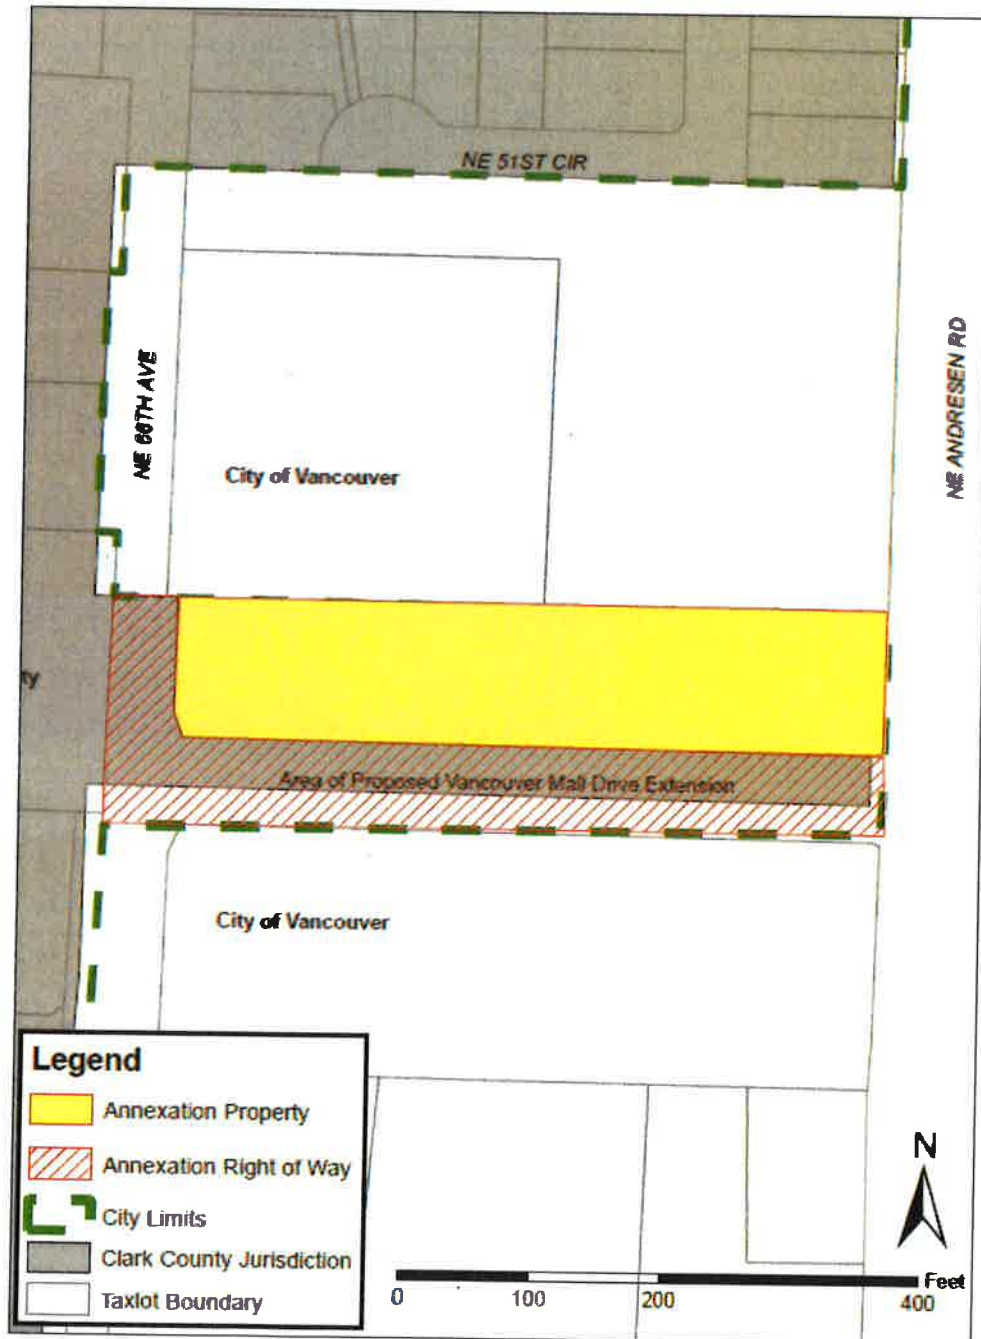 NE 51ST CIR
NE 66TH AVE
NE ANDRESEN RD
City of Vancouver
ty
Area of Proposed Vancouver Mall Drive Extension
City of Vancouver
Legend
Annexation Property
Annexation Right of Way
City Limits
Clark County Jurisdiction
Taxlot Boundary
N
Feet
0 100 200 400